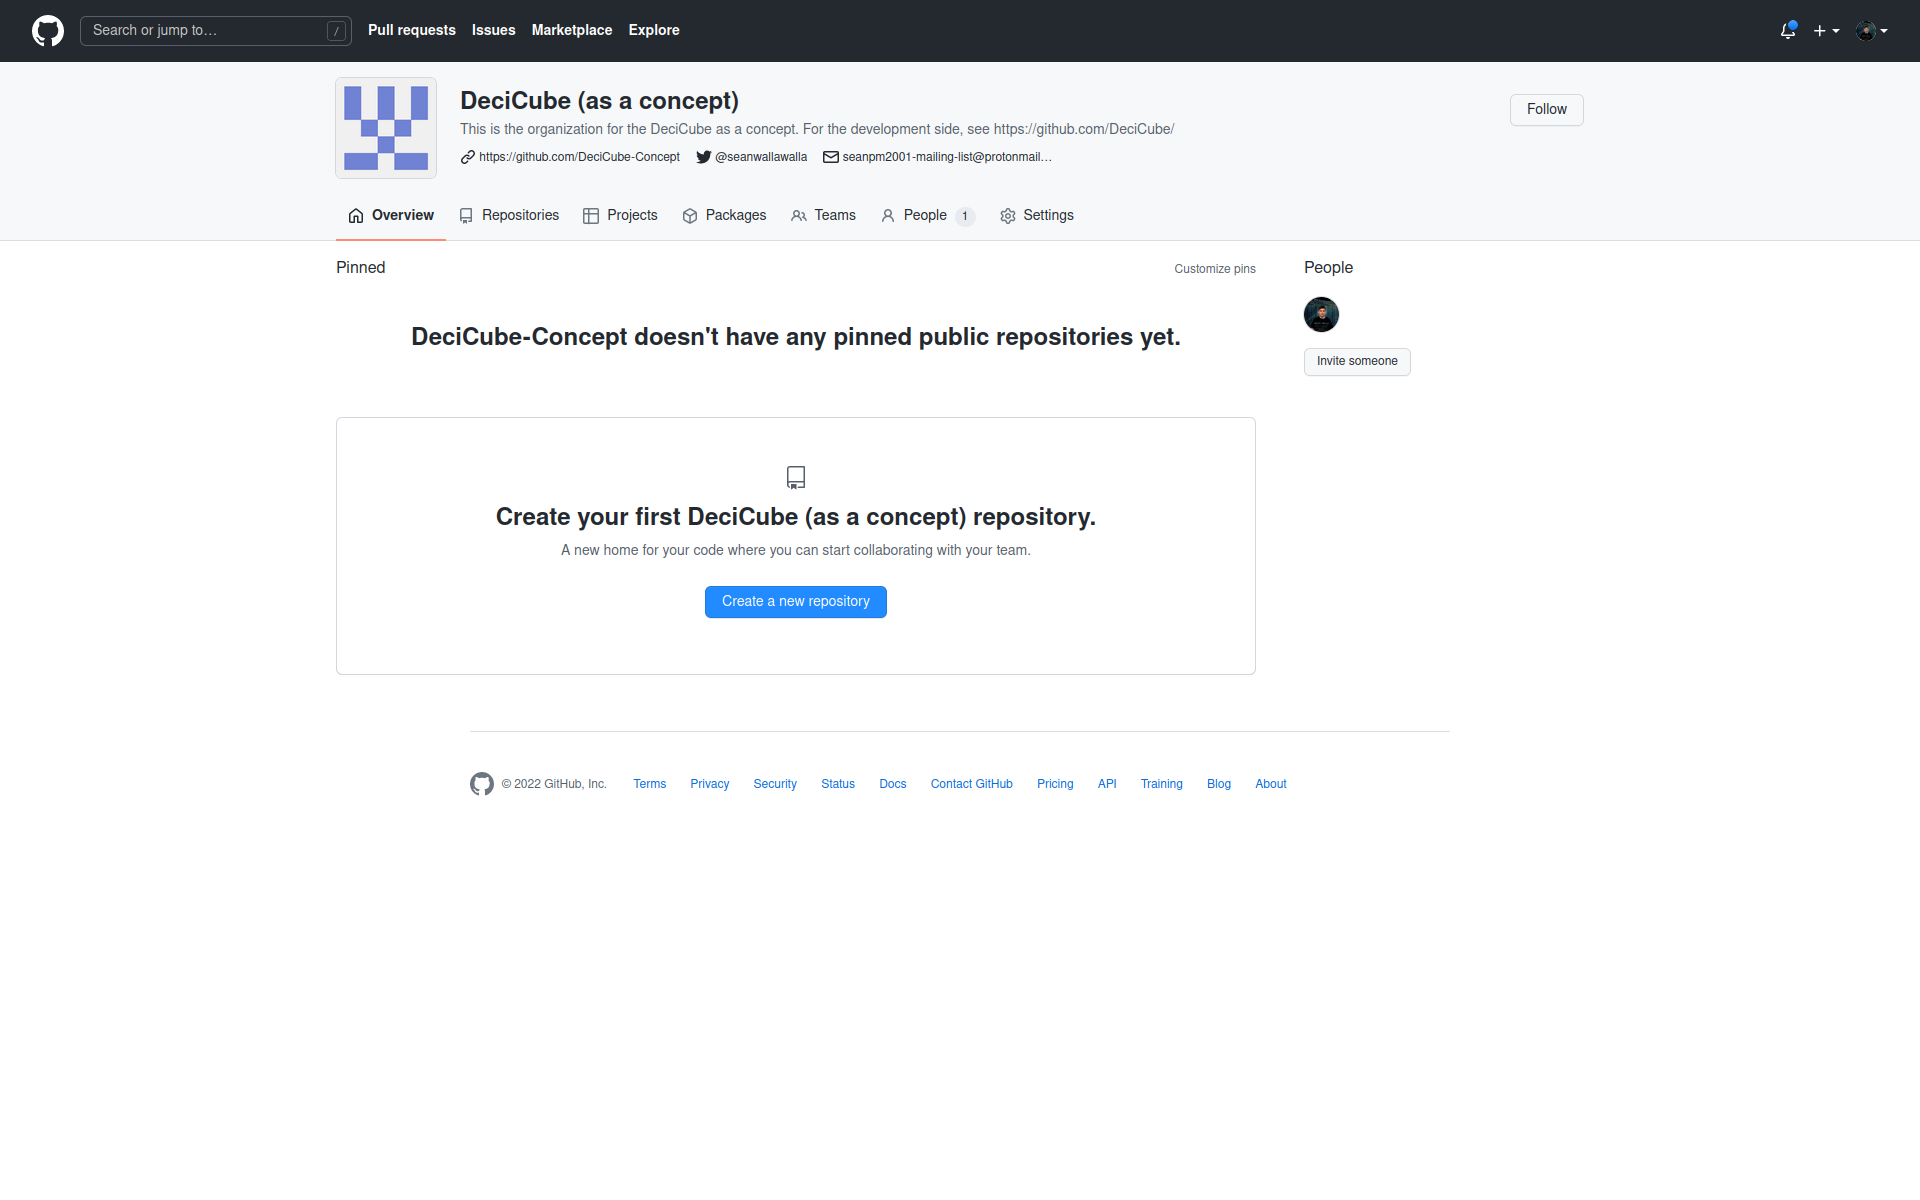 Search or jump to… /
Pull requests Issues Marketplace Explore
DeciCube (as a concept)
Follow
This is the organization for the DeciCube as a concept. For the development side, see https://github.com/DeciCube/
https://github.com/DeciCube-Concept @seanwallawalla seanpm2001-mailing-list@protonmail…
Overview Repositories Projects Packages Teams People 1 Settings
Pinned Customize pins
People
DeciCube-Concept doesn't have any pinned public repositories yet.
Invite someone
Create your first DeciCube (as a concept) repository.
A new home for your code where you can start collaborating with your team.
Create a new repository
© 2022 GitHub, Inc. Terms Privacy Security Status Docs Contact GitHub Pricing API Training Blog About